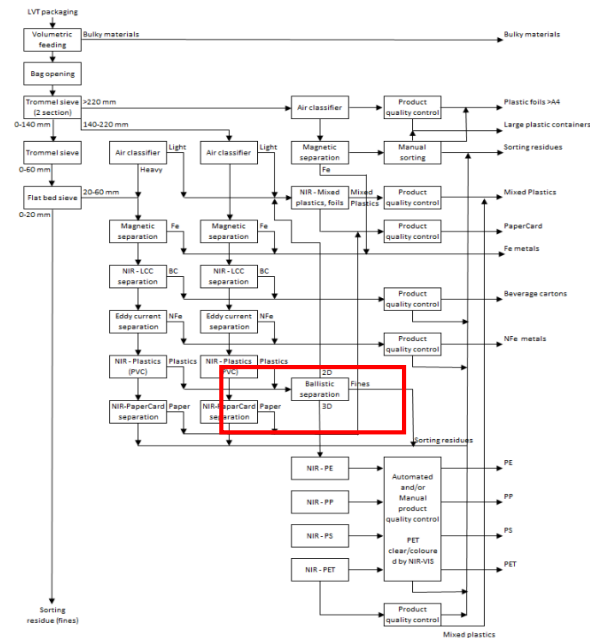 LVT packaging
Volumetric
feeding
Bulky materials
Bulky materials
Bag opening
Trommel sieve
(2 section)
>220 mm
Air classifier
Product
quality control
Plastic foils >A4
0-140 mm
140-220 mm
Large plastic containers
Trommel sieve
Air classifier
Light
Air classifier
Light
Magnetic
separation
Manual
sorting
Sorting residues
0-60 mm
Heavy
Fe
Flat bed sieve
20-60 mm
NIR - Mixed
plastics, foils
Mixed
Plastics
Product
quality control
Mixed Plastics
0-20 mm
Magnetic
separation
Fe
Magnetic
separation
Fe
Product
quality control
PaperCard
Fe metals
NIR - LCC
separation
BC
NIR - LCC
separation
BC
Product
quality control
Beverage cartons
Eddy current
separation
NFe
Eddy current
separation
NFe
Product
quality control
NFe metals
NIR - Plastics
(PVC)
Plastics
NIR - Plastics
PVC)
Plastics
2D
Ballistic
separation
Fines
3D
NIR-PaperCard
separation
Paper
NIR-PaparCard
separation
Paper
Sorting residues
NIR - PE
Automated
and/or
Manual
product
quality control
PET
clear/coloure
d by NIR-VIS
PE
NIR - PP
PP
NIR - PS
PS
NIR - PET
PET
Sorting
residue (fines)
Product
quality control
Mixed plastics